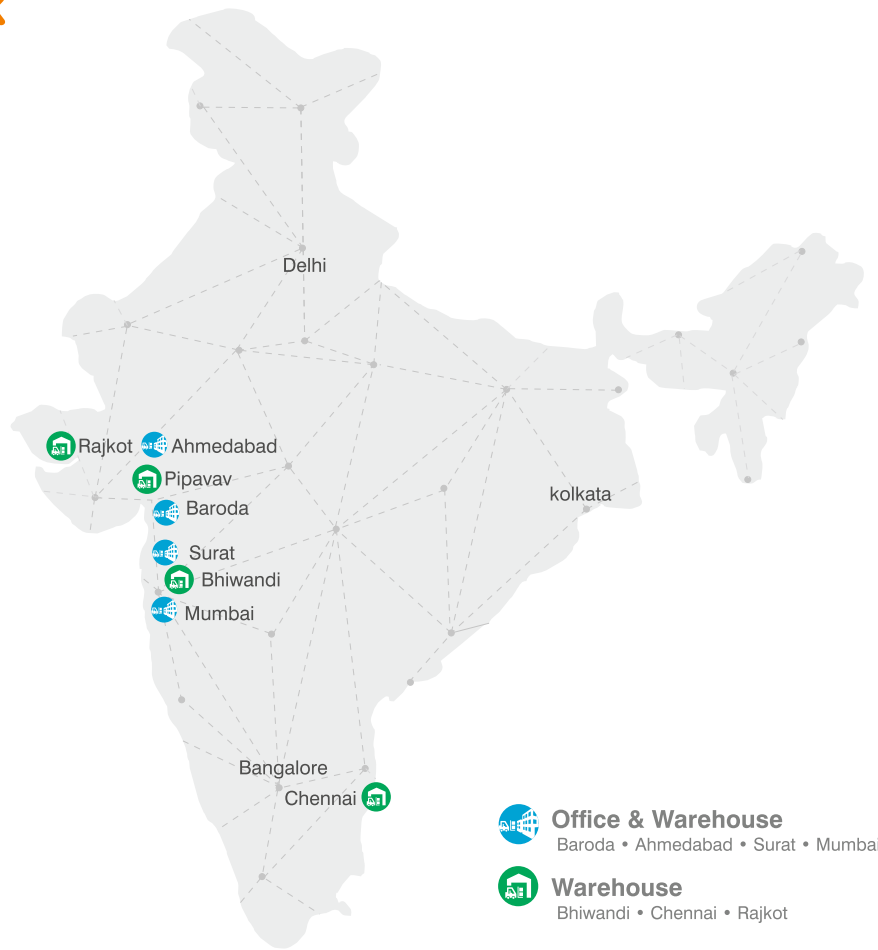 Delhi
Rajkot
Ahmedabad
Pipavav
kolkata
Baroda
Surat
Bhiwandi
Mumbai
Bangalore
Chennai
Office & Warehouse
Baroda • Ahmedabad • Surat • Mumbai
Warehouse
Bhiwandi • Chennai • Rajkot